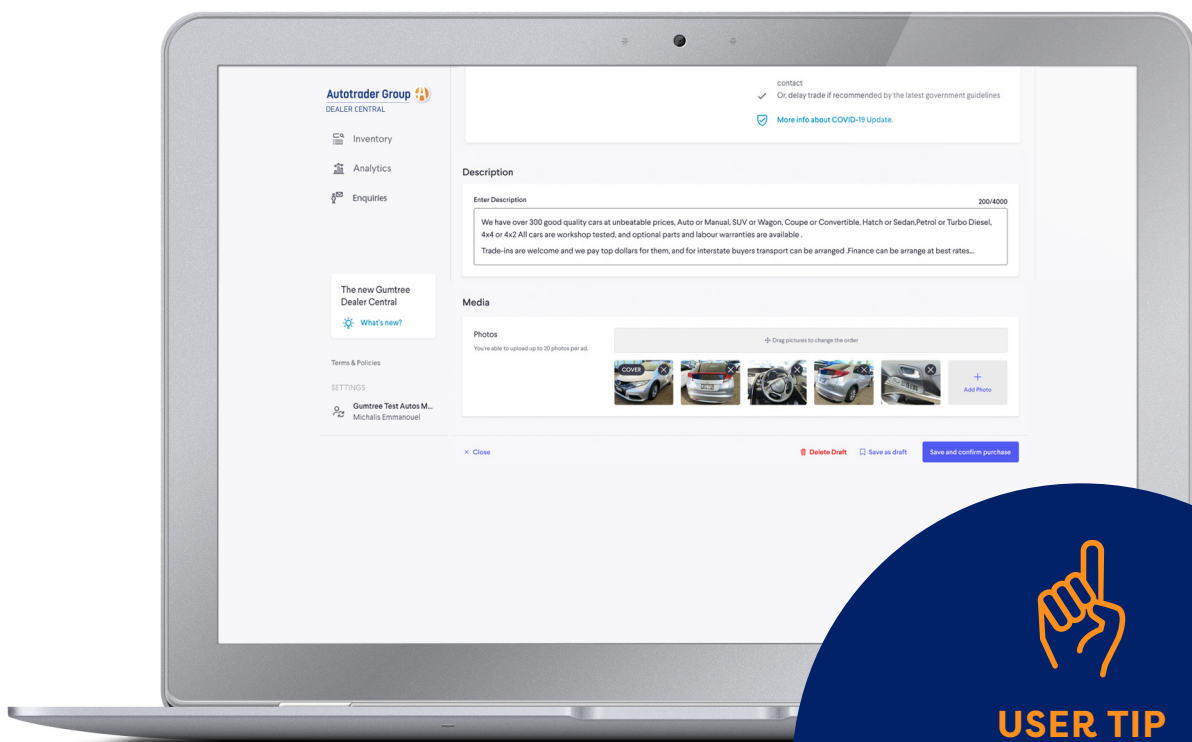 Autotrader Group
DEALER CENTRAL
Inventory
Analytics
Enquiries
The new Gumtree
Dealer Central
What's new?
Terms & Policies
SETTINGS
Gumtree Test Autos M...
Michalis Emmanouel
contact
Or, delay trade if recommended by the latest government guidelines
More info about COVID-19 Update.
Description
Enter Description 200/4000
We have over 300 good quality cars at unbeatable prices, Auto or Manual, SUV or Wagon, Coupe or Convertible, Hatch or Sedan,Petrol or Turbo Diesel,
4x4 or 4x2 All cars are workshop tested, and optional parts and labour warranties are available .
Trade-ins are welcome and we pay top dollars for them, and for interstate buyers transport can be arranged .Finance can be arrange at best rates...
Media
Photos
You're able to upload up to 20 photos per ad.
Drag pictures to change the order
COVER
Add Photo
Close
Delete Draft
Save as draft
Save and confirm purchase
USER TIP